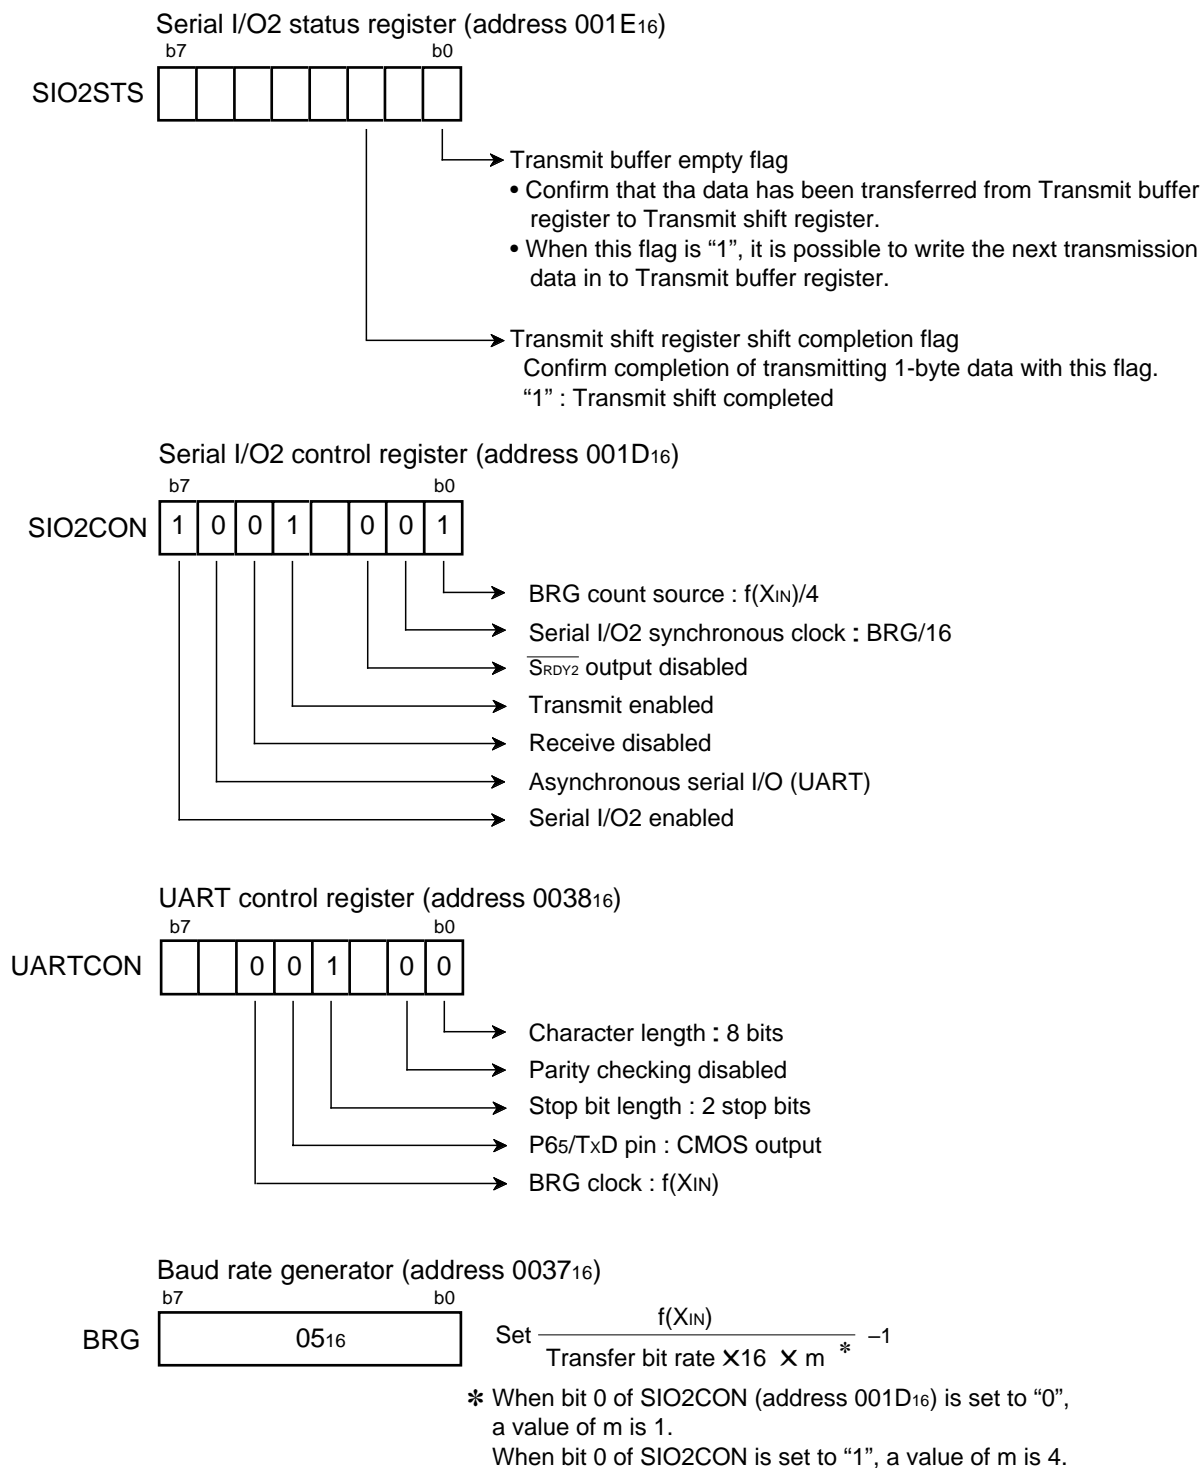 Serial I/O2 status register (address 001E16)
b7 b0
SIO2STS
Transmit buffer empty flag
• Confirm that tha data has been transferred from Transmit buffer
register to Transmit shift register.
• When this flag is “1”, it is possible to write the next transmission
data in to Transmit buffer register.
Transmit shift register shift completion flag
Confirm completion of transmitting 1-byte data with this flag.
“1” : Transmit shift completed
Serial I/O2 control register (address 001D16)
b7 b0
SIO2CON 1 0 0 1 0 0 1
BRG count source : f(XIN)/4
Serial I/O2 synchronous clock : BRG/16
SRDY2 output disabled
Transmit enabled
Receive disabled
Asynchronous serial I/O (UART)
Serial I/O2 enabled
UART control register (address 003816)
b7 b0
UARTCON 0 0 1 0 0
Character length : 8 bits
Parity checking disabled
Stop bit length : 2 stop bits
P65/TxD pin : CMOS output
BRG clock : f(XIN)
Baud rate generator (address 003716)
b7 b0
BRG 0516
Set f(XIN)
Transfer bit rate ×16 × m * –1
* When bit 0 of SIO2CON (address 001D16) is set to “0”,
a value of m is 1.
When bit 0 of SIO2CON is set to “1”, a value of m is 4.